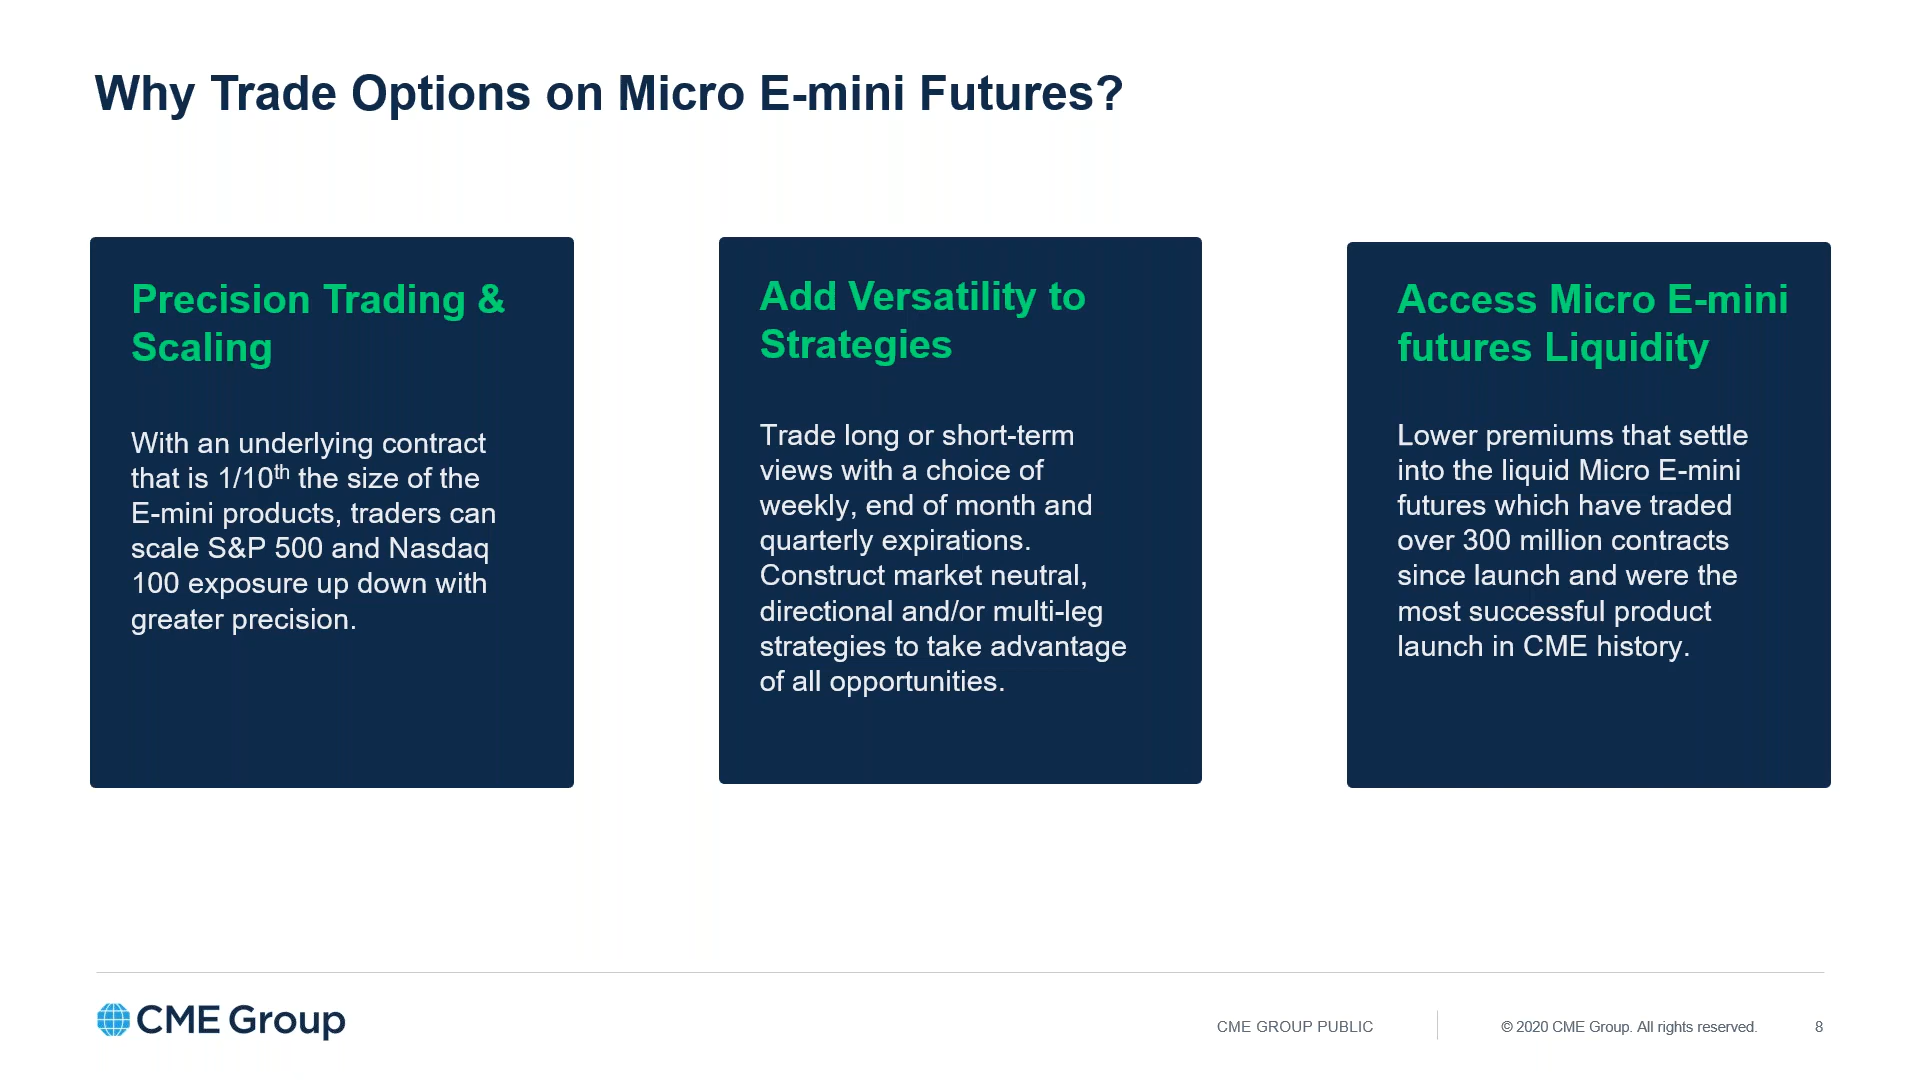 Why Trade Options on Micro E-mini Futures?
Precision Trading &
Scaling
With an underlying contract
that is 1/10th the size of the
E-mini products, traders can
scale S&P 500 and Nasdaq
100 exposure up down with
greater precision.
Add Versatility to
Strategies
Trade long or short-term
views with a choice of
weekly, end of month and
quarterly expirations.
Construct market neutral,
directional and/or multi-leg
strategies to take advantage
of all opportunities.
Access Micro E-mini
futures Liquidity
Lower premiums that settle
into the liquid Micro E-mini
futures which have traded
over 300 million contracts
since launch and were the
most successful product
launch in CME history.
CME Group
CME GROUP PUBLIC
© 2020 CME Group. All rights reserved.
8